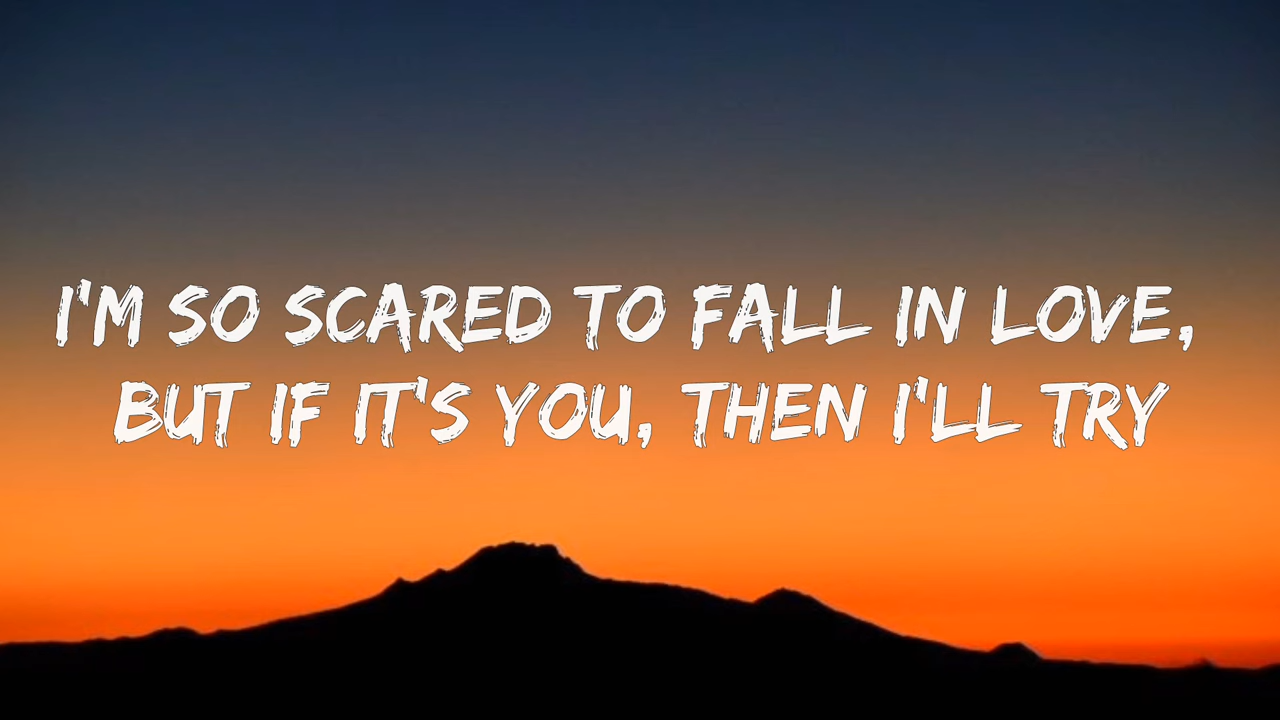 I'M SO SCARED TO FALL IN LOVE,
BUT IF IT'S YOU, THEN I'LL TRY